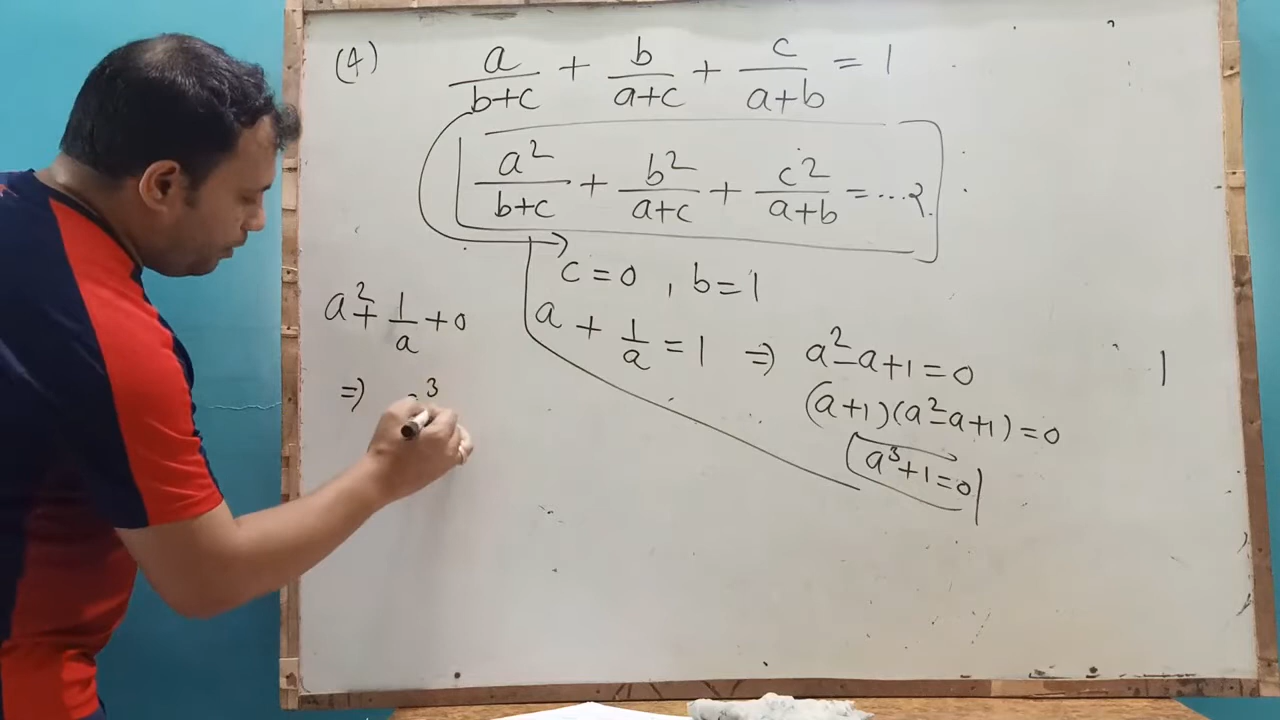 (4) a/(b+c) + b/(a+c) + c/(a+b) = 1
a²/(b+c) + b²/(a+c) + c²/(a+b) = ...?
c = 0 , b = 1
a² + 1/a + 0
a + 1/a = 1 ⇒ a² - a + 1 = 0
(a+1)(a² - a + 1) = 0
a³ + 1 = 0
⇒ 3
1